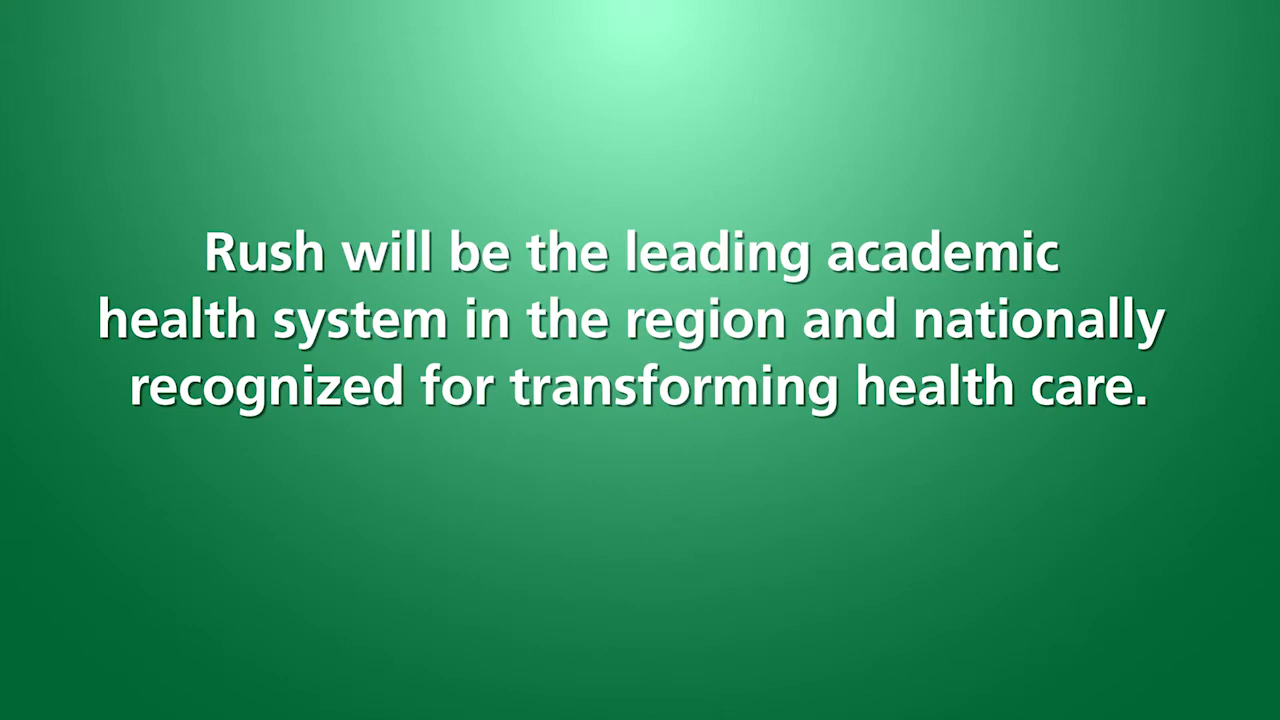 Rush will be the leading academic
health system in the region and nationally
recognized for transforming health care.